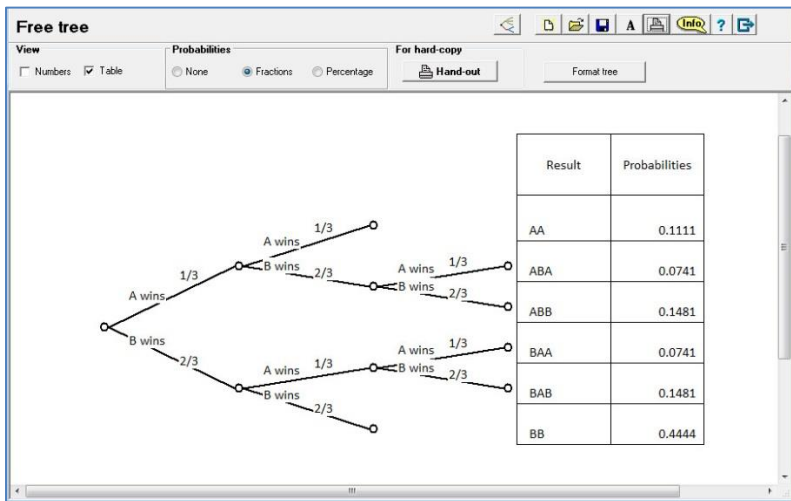 Free tree
A Info ?
View Probabilities For hard-copy
Numbers Table None Fractions Percentage Hand-out Format tree
Result Probabilities
1/3
AA 0.1111
A wins
1/3
1/3
A wins
B wins
2/3
ABA 0.0741
B wins
A wins
2/3
ABB 0.1481
B wins
1/3
1/3
A wins
BAA 0.0741
2/3
A wins
B wins
2/3
B wins
2/3
BAB 0.1481
BB 0.4444